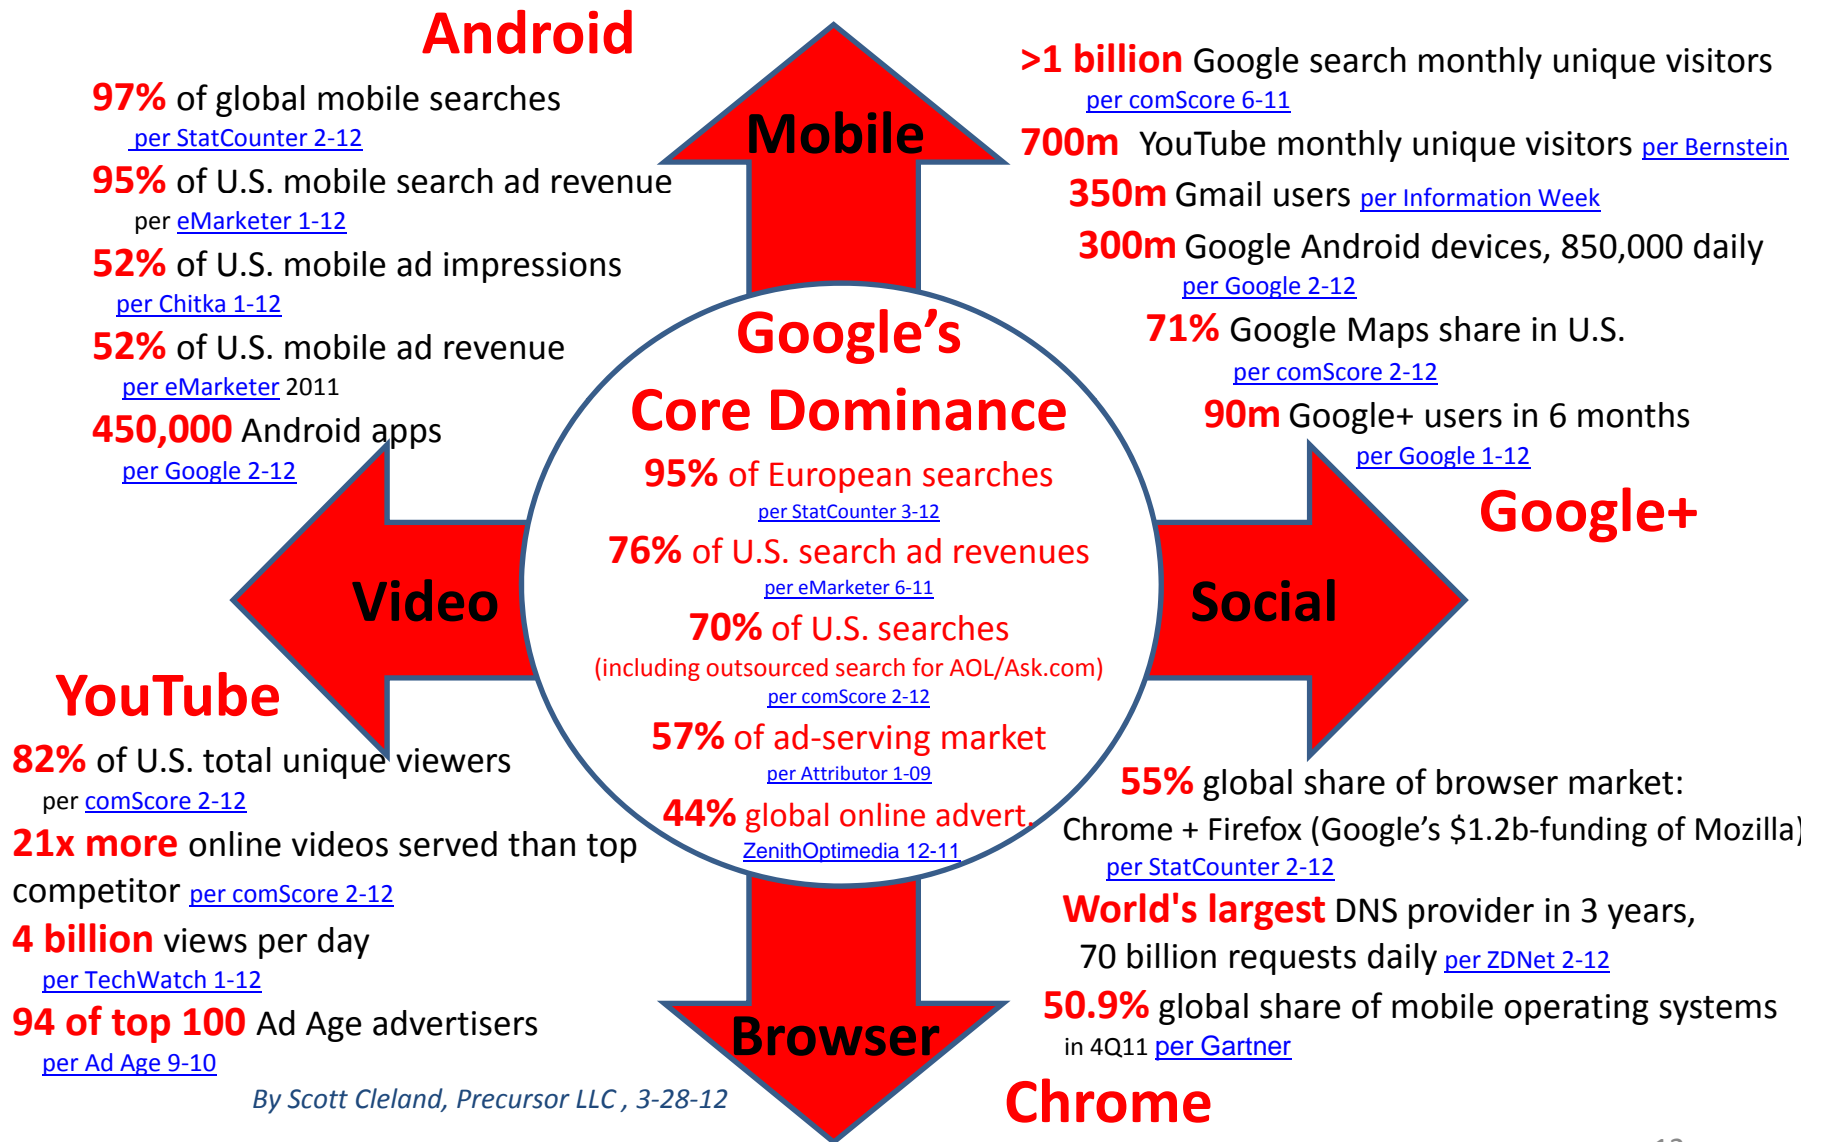 Android
97% of global mobile searches
per StatCounter 2-12
95% of U.S. mobile search ad revenue
per eMarketer 1-12
52% of U.S. mobile ad impressions
per Chitka 1-12
52% of U.S. mobile ad revenue
per eMarketer 2011
450,000 Android apps
per Google 2-12
Mobile
>1 billion Google search monthly unique visitors
per comScore 6-11
700m YouTube monthly unique visitors per Bernstein
350m Gmail users per Information Week
300m Google Android devices, 850,000 daily
per Google 2-12
71% Google Maps share in U.S.
per comScore 2-12
90m Google+ users in 6 months
per Google 1-12
Google+
Google's
Core Dominance
95% of European searches
per StatCounter 3-12
76% of U.S. search ad revenues
per eMarketer 6-11
70% of U.S. searches
(including outsourced search for AOL/Ask.com)
per comScore 2-12
57% of ad-serving market
per Attributor 1-09
44% global online advert.
ZenithOptimedia 12-11
Video
Social
YouTube
82% of U.S. total unique viewers
per comScore 2-12
21x more online videos served than top
competitor per comScore 2-12
4 billion views per day
per TechWatch 1-12
94 of top 100 Ad Age advertisers
per Ad Age 9-10
55% global share of browser market:
Chrome + Firefox (Google's $1.2b-funding of Mozilla)
per StatCounter 2-12
World's largest DNS provider in 3 years,
70 billion requests daily per ZDNet 2-12
50.9% global share of mobile operating systems
in 4Q11 per Gartner
Browser
Chrome
By Scott Cleland, Precursor LLC , 3-28-12